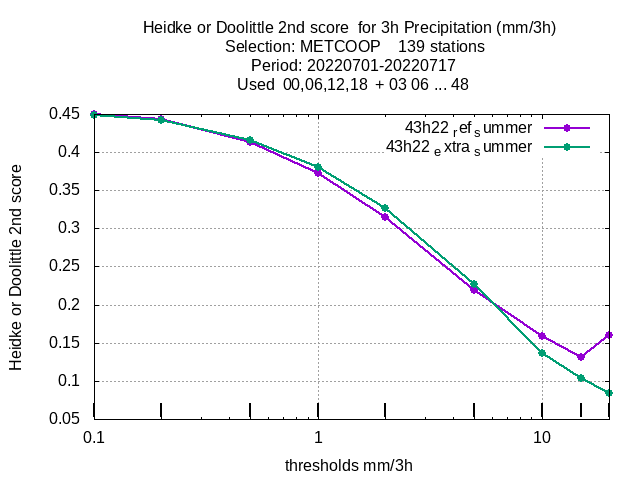 Heidke or Doolittle 2nd score  for 3h Precipitation (mm/3h)
Selection: METCOOP    139 stations
Period: 20220701-20220717
Used  00,06,12,18  + 03 06 ... 48
43h22 ref summer
43h22 extra summer
Heidke or Doolittle 2nd score
0.45
0.4
0.35
0.3
0.25
0.2
0.15
0.1
0.05
0.1
1
10
thresholds mm/3h